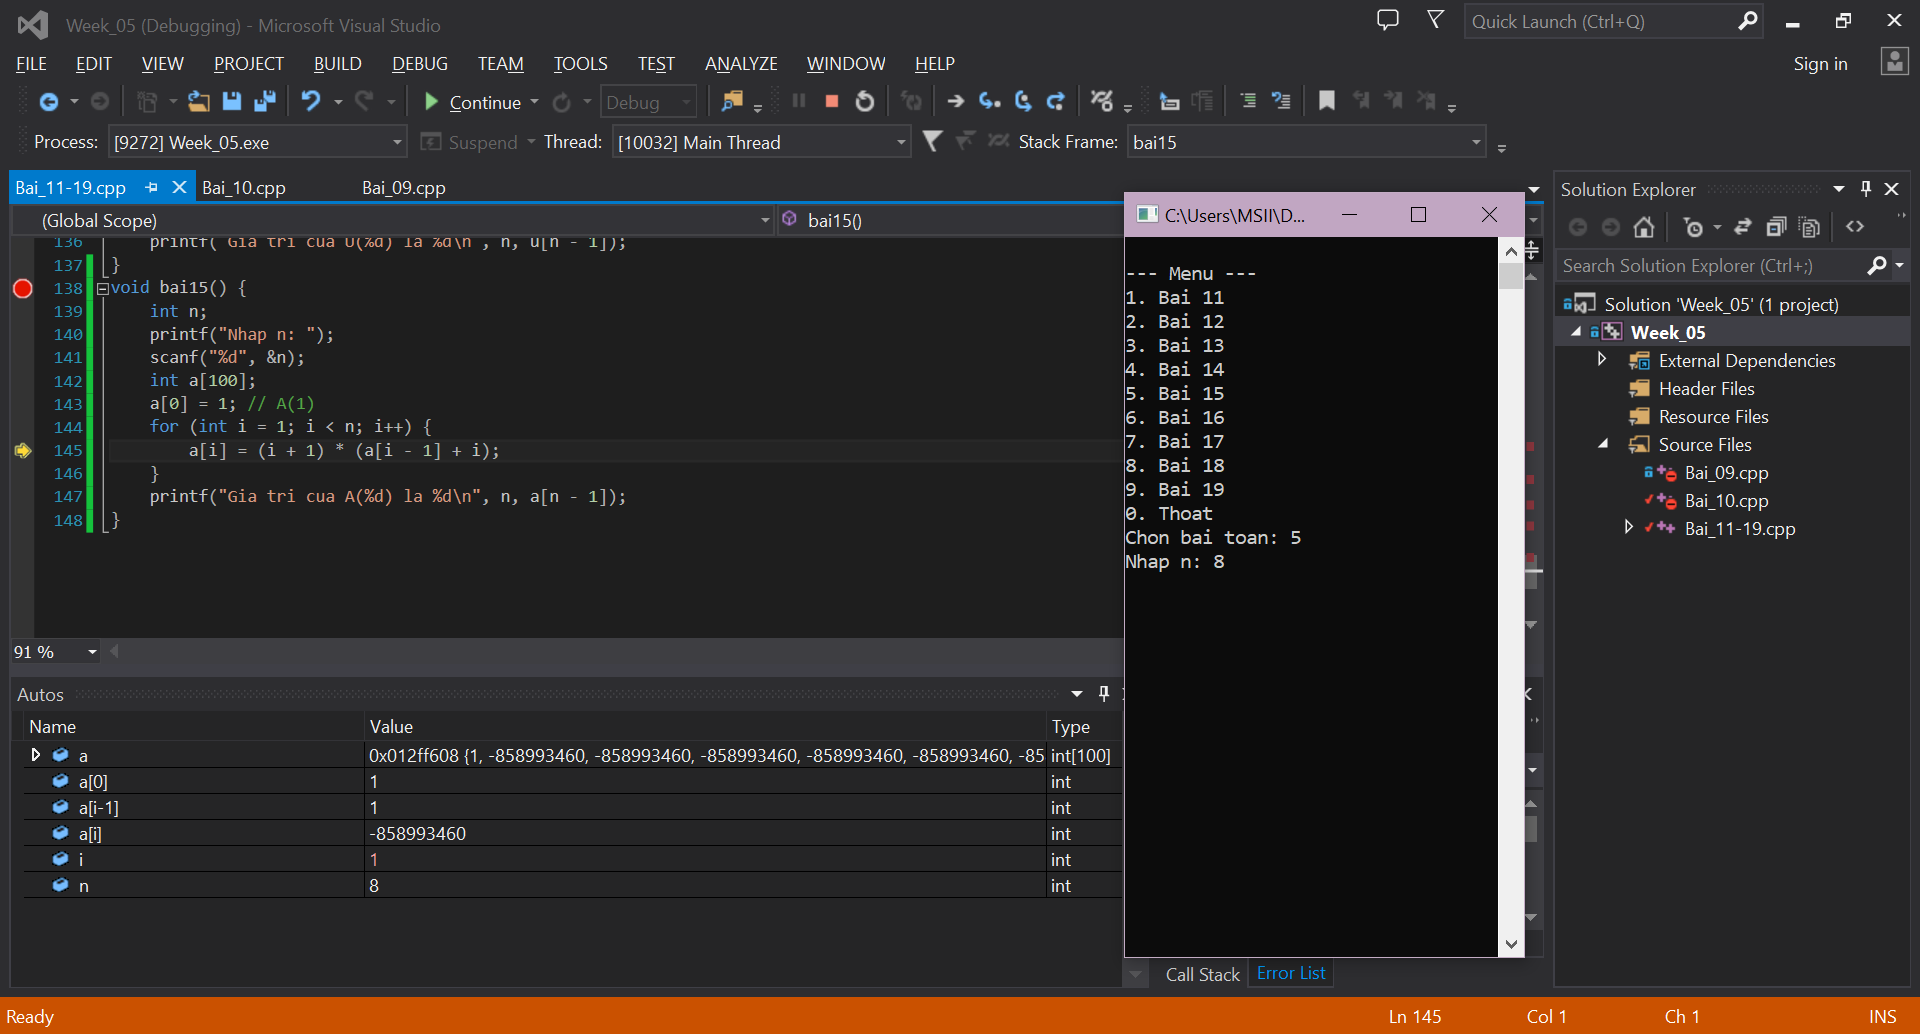 Week_05 (Debugging) - Microsoft Visual Studio
Quick Launch (Ctrl+Q)
FILE EDIT VIEW PROJECT BUILD DEBUG TEAM TOOLS TEST ANALYZE WINDOW HELP
Sign in
Continue Debug
Process: [9272] Week_05.exe Suspend Thread: [10032] Main Thread Stack Frame: bai15
Bai_11-19.cpp Bai_10.cpp Bai_09.cpp
(Global Scope) bai15()
136 printf("Gia tri cua U(%d) la %d\n", n, u[n - 1]);
137 }
138 void bai15() {
139 int n;
140 printf("Nhap n: ");
141 scanf("%d", &n);
142 int a[100];
143 a[0] = 1; // A(1)
144 for (int i = 1; i < n; i++) {
145 a[i] = (i + 1) * (a[i - 1] + i);
146 }
147 printf("Gia tri cua A(%d) la %d\n", n, a[n - 1]);
148 }
91 %
Autos
Name Value Type
a 0x012ff608 {1, -858993460, -858993460, -858993460, -858993460, -858993460, -85 int[100]
a[0] 1 int
a[i-1] 1 int
a[i] -858993460 int
i 1 int
n 8 int
C:\Users\MSII\D...
--- Menu ---
1. Bai 11
2. Bai 12
3. Bai 13
4. Bai 14
5. Bai 15
6. Bai 16
7. Bai 17
8. Bai 18
9. Bai 19
0. Thoat
Chon bai toan: 5
Nhap n: 8
Call Stack Error List
Solution Explorer
Search Solution Explorer (Ctrl+;)
Solution 'Week_05' (1 project)
Week_05
External Dependencies
Header Files
Resource Files
Source Files
Bai_09.cpp
Bai_10.cpp
Bai_11-19.cpp
Ready Ln 145 Col 1 Ch 1 INS